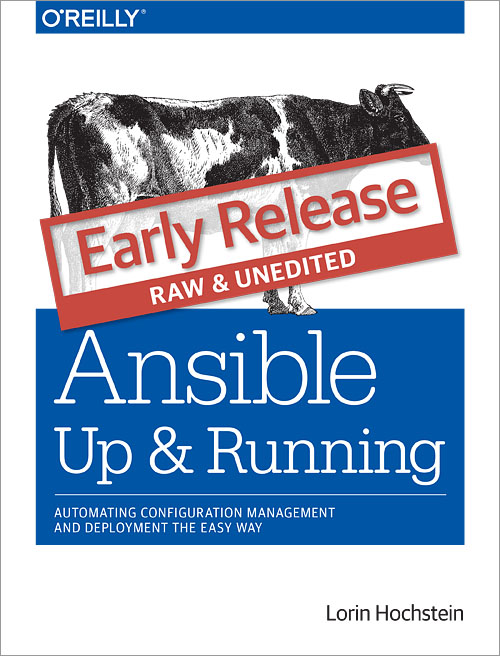 O'REILLY®
Early Release
RAW & UNEDITED
Ansible
Up & Running
AUTOMATING CONFIGURATION MANAGEMENT
AND DEPLOYMENT THE EASY WAY
Lorin Hochstein